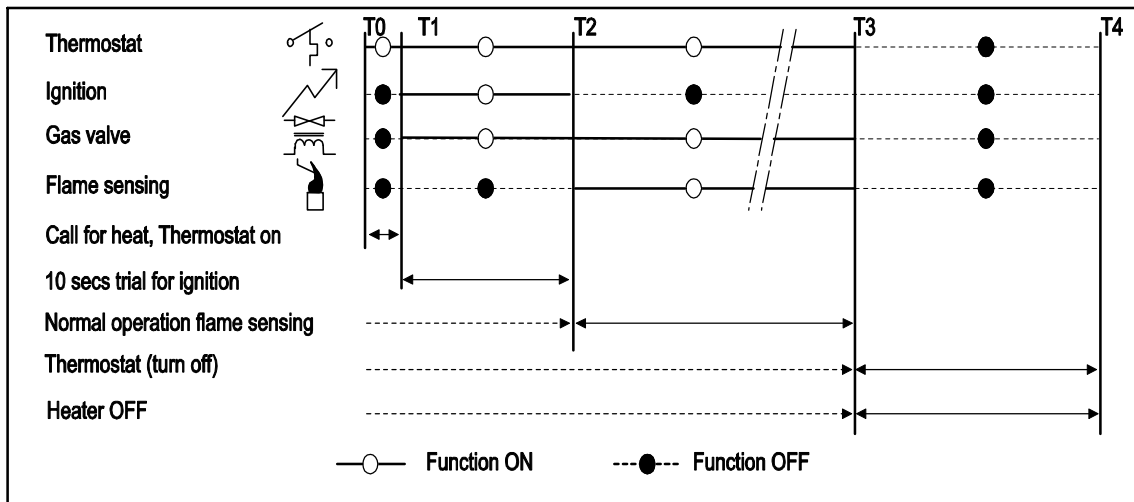 T0 T1 T2 T3 T4
Thermostat
Ignition
Gas valve
Flame sensing
Call for heat, Thermostat on
10 secs trial for ignition
Normal operation flame sensing
Thermostat (turn off)
Heater OFF
Function ON Function OFF